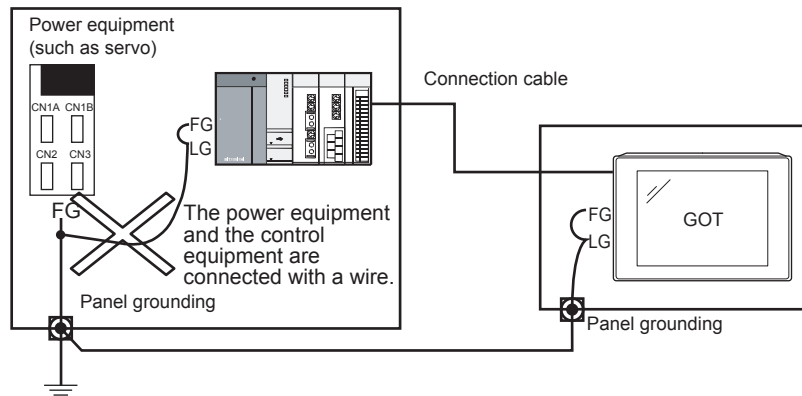 Power equipment
(such as servo)
CN1A CN1B
CN2 CN3
FG
FG
LG
Connection cable
The power equipment
and the control
equipment are
connected with a wire.
Panel grounding
FG
LG
GOT
Panel grounding